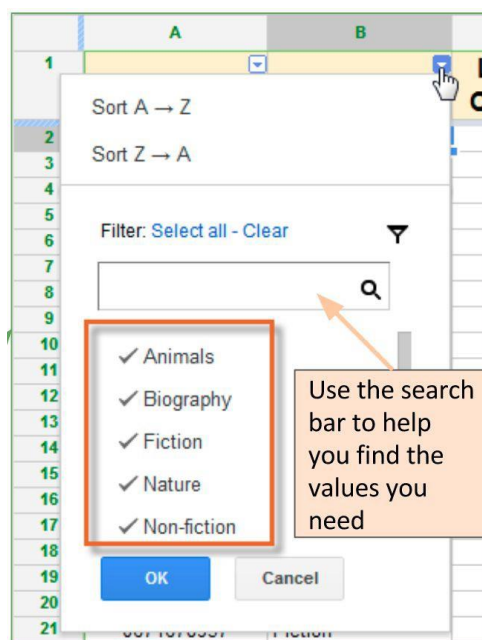 A B
1
Sort A → Z
2
Sort Z → A
3
4
5
Filter: Select all - Clear
6
7
8
9
10
✓ Animals
11
Use the search
✓ Biography
12
bar to help
13
✓ Fiction
you find the
14
15
✓ Nature
values you
16
17
✓ Non-fiction
need
18
19
OK Cancel
20
21
Fiction